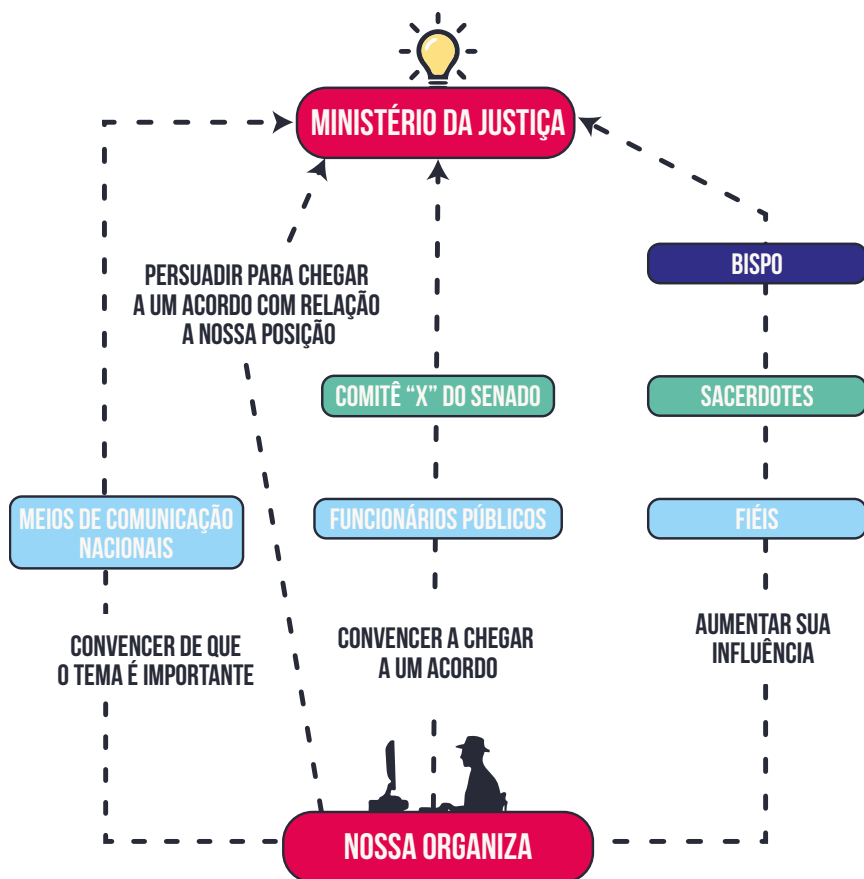 MINISTÉRIO DA JUSTIÇA
BISPO
PERSUADIR PARA CHEGAR
A UM ACORDO COM RELAÇÃO
A NOSSA POSIÇÃO
COMITÊ “X” DO SENADO
SACERDOTES
MEIOS DE COMUNICAÇÃO
NACIONAIS
FUNCIONÁRIOS PÚBLICOS
FIÉIS
CONVENCER DE QUE
O TEMA É IMPORTANTE
CONVENCER A CHEGAR
A UM ACORDO
AUMENTAR SUA
INFLUÊNCIA
NOSSA ORGANIZA